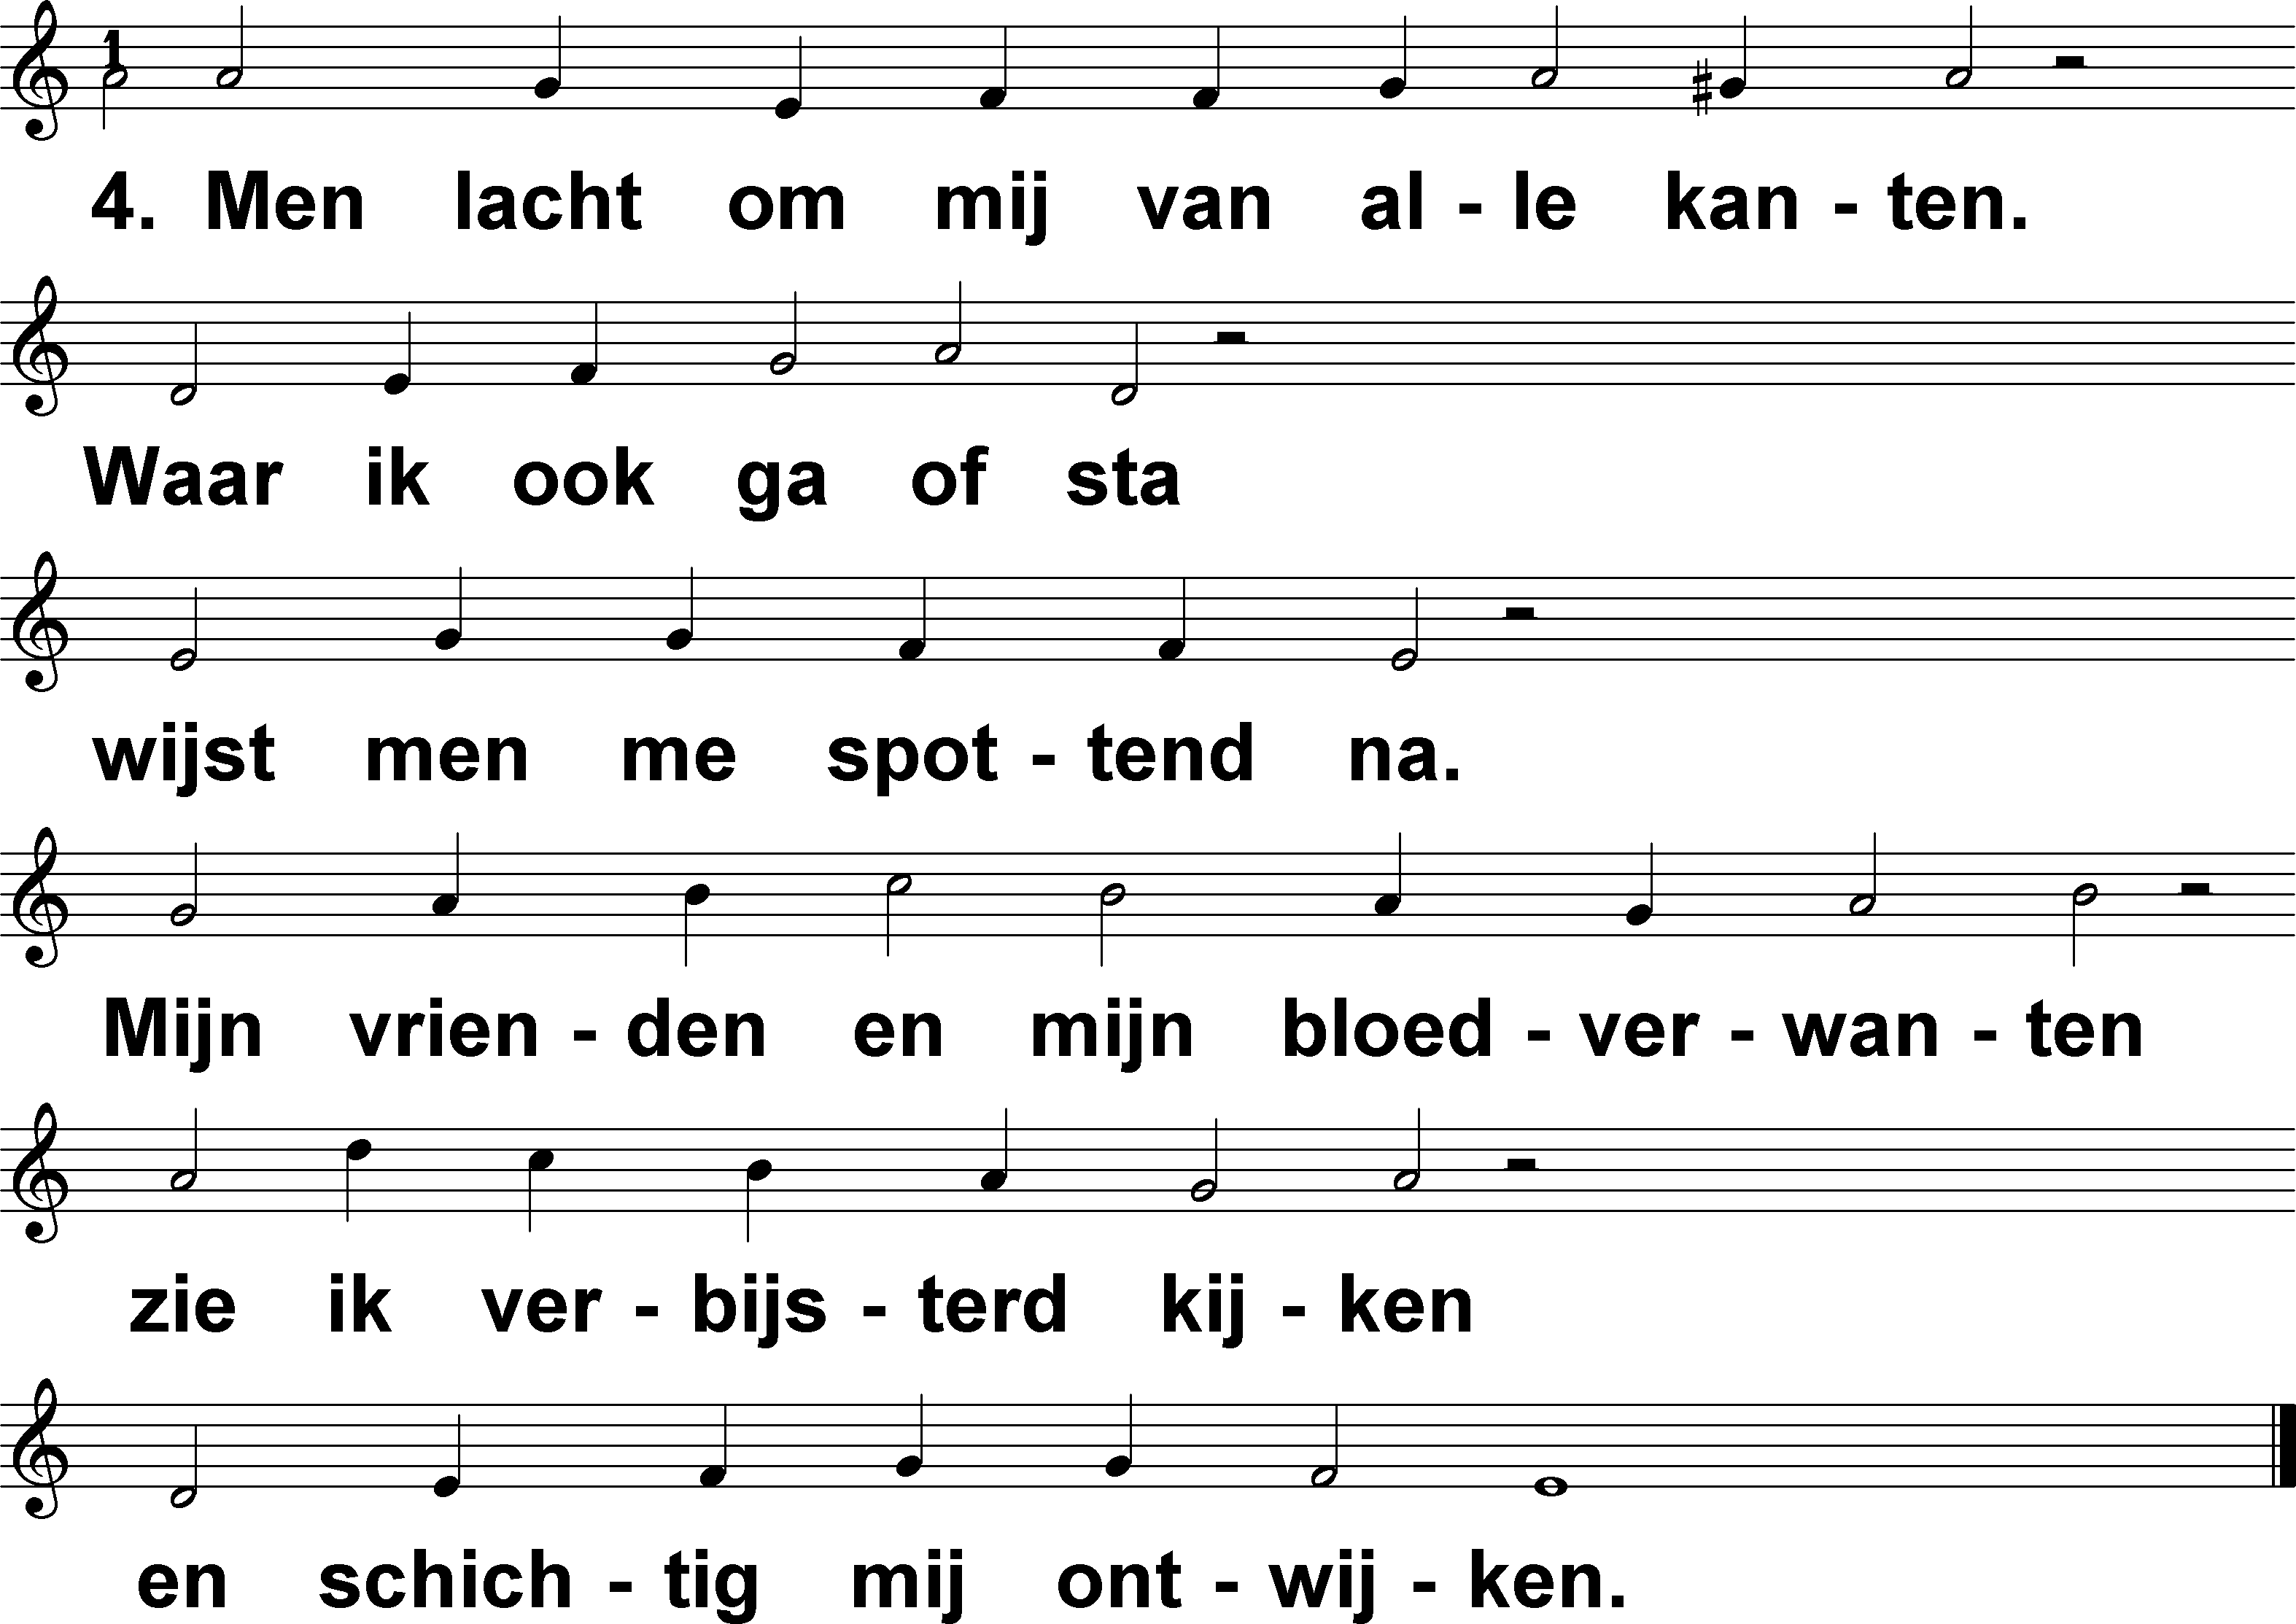 4. Men lacht om mij van al - le kan - ten.
Waar ik ook ga of sta
wijst men me spot - tend na.
Mijn vrien - den en mijn bloed - ver - wan - ten
zie ik ver - bijs - terd kij - ken
en schich - tig mij ont - wij - ken.